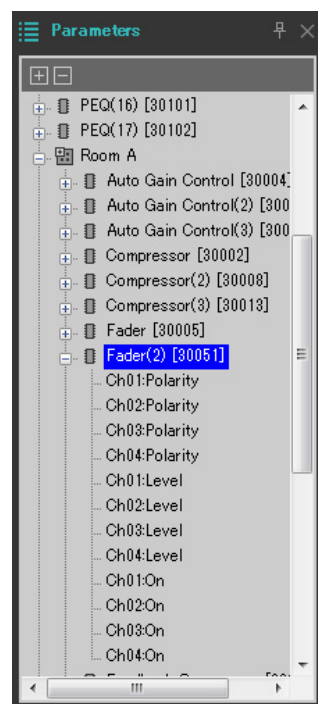 Parameters
PEQ(16) [30101]
PEQ(17) [30102]
Room A
Auto Gain Control [30004]
Auto Gain Control(2) [300
Auto Gain Control(3) [300
Compressor [30002]
Compressor(2) [30008]
Compressor(3) [30013]
Fader [30005]
Fader(2) [30051]
Ch01:Polarity
Ch02:Polarity
Ch03:Polarity
Ch04:Polarity
Ch01:Level
Ch02:Level
Ch03:Level
Ch04:Level
Ch01:On
Ch02:On
Ch03:On
Ch04:On